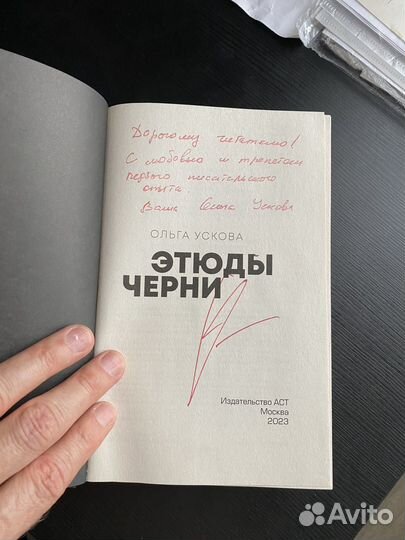 Дорогому читателю!
С любовью и трепетом
первого писательского
опыта.
Ваша Ольга Ускова
ОЛЬГА УСКОВА
ЭТЮДЫ
ЧЕРНИ
Издательство АСТ
Москва
2023
Avito